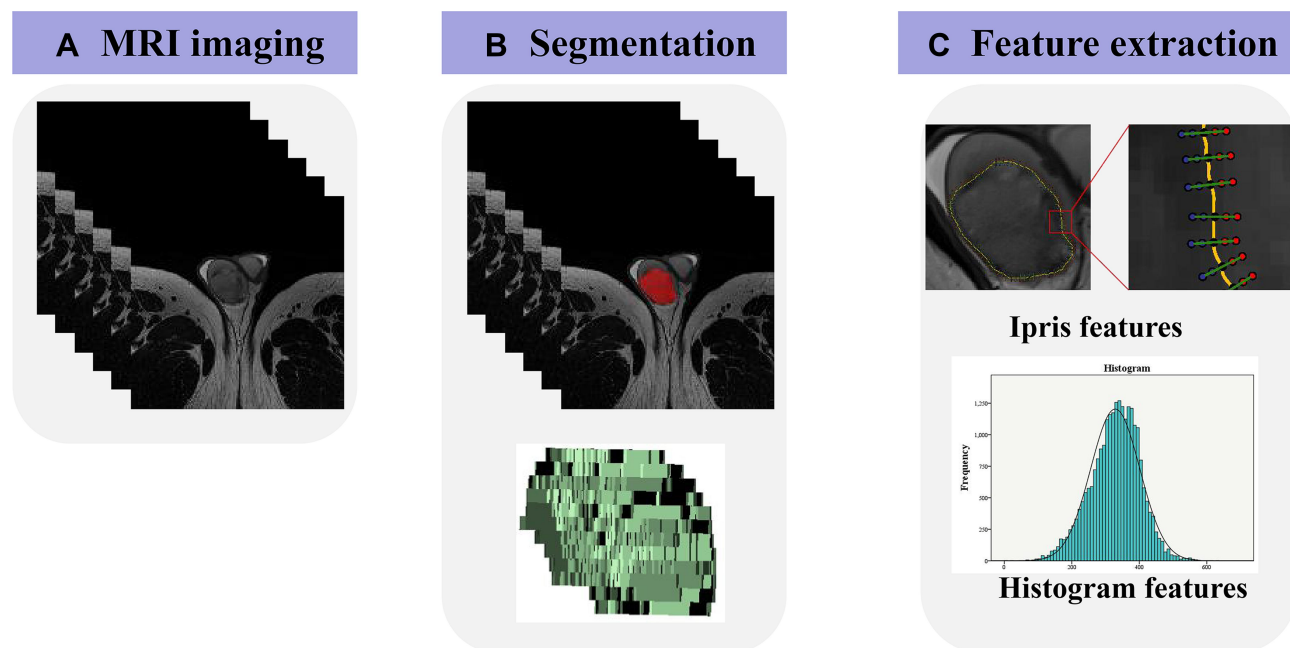 A MRI imaging
B Segmentation
C Feature extraction
Ipris features
Histogram
1,250
1,000
750
500
250
0
Frequency
0
200
400
600
Histogram features